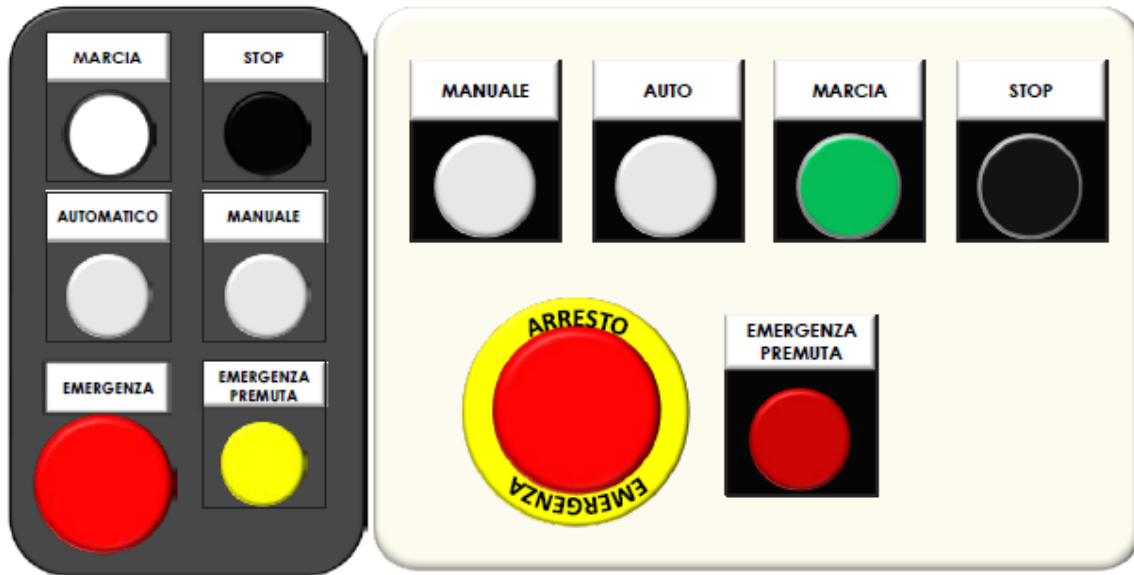 MARCIA
STOP
AUTOMATICO
MANUALE
EMERGENZA
EMERGENZA
PREMUTA
MANUALE
AUTO
MARCIA
STOP
ARRESTO
EMERGENZA
EMERGENZA
PREMUTA